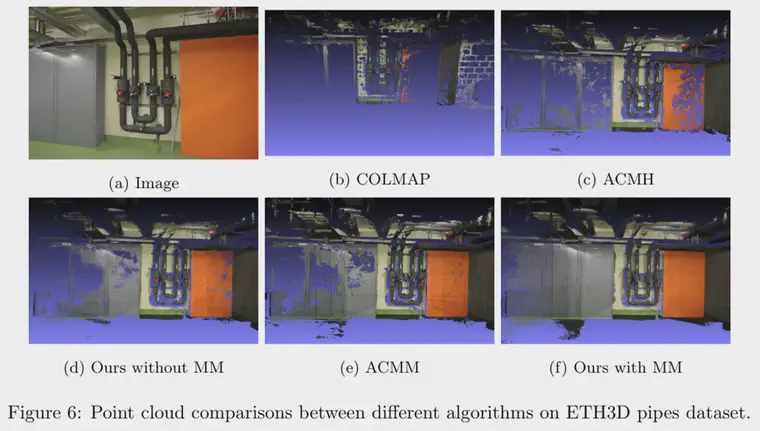 (a) Image
(b) COLMAP
(c) ACMH
(d) Ours without MM
(e) ACMM
(f) Ours with MM
Figure 6: Point cloud comparisons between different algorithms on ETH3D pipes dataset.